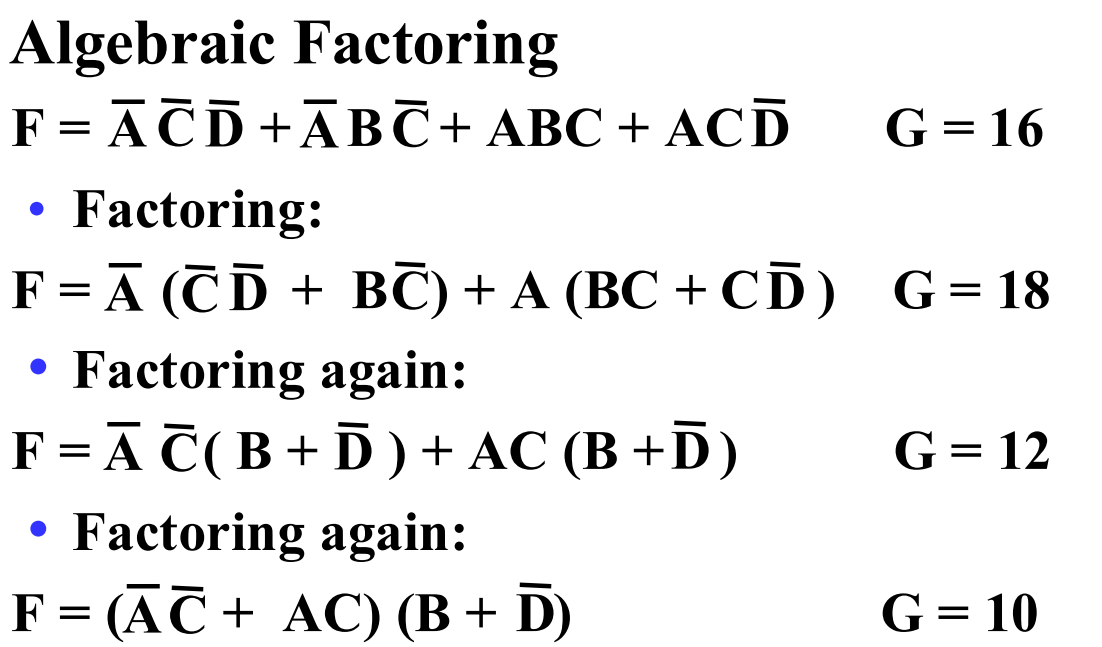 Algebraic Factoring
F = A̅ C̅ D̅ + A̅ B C̅ + ABC + ACD̅ G = 16
• Factoring:
F = A̅ (C̅ D̅ + BC̅) + A (BC + CD̅ ) G = 18
• Factoring again:
F = A̅ C̅( B + D̅ ) + AC (B +D̅ ) G = 12
• Factoring again:
F = (A̅ C̅ + AC) (B + D̅) G = 10